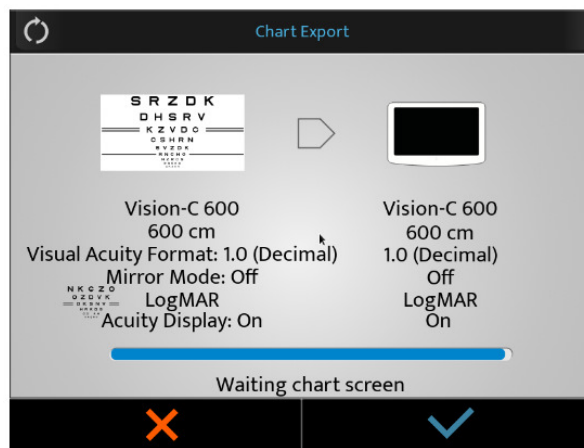 Chart Export
S R Z D K
D H S R V
K Z V D C
Vision-C 600
600 cm
Visual Acuity Format: 1.0 (Decimal)
Mirror Mode: Off
LogMAR
Acuity Display: On
Vision-C 600
600 cm
1.0 (Decimal)
Off
LogMAR
On
N K C Z O
Waiting chart screen